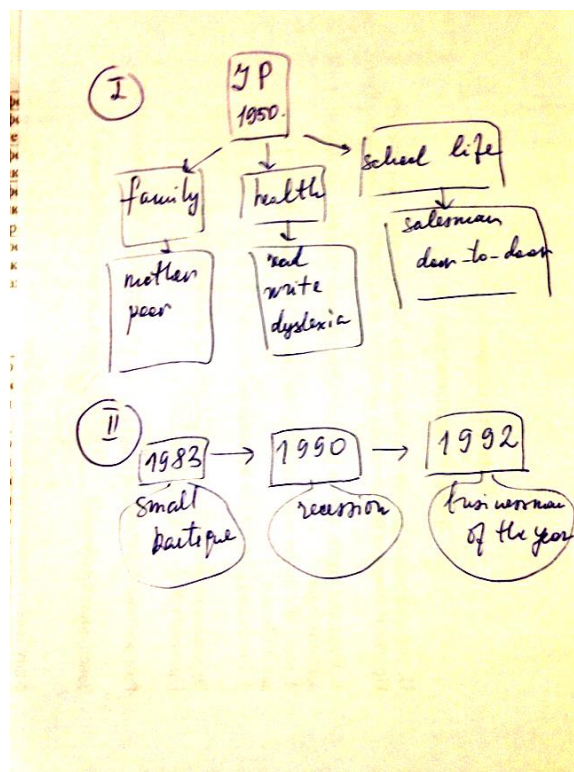 I
JP
1950.
family
health
school life
mother
poor
read
write
dyslexia
salesman
door-to-door
II
1983
1990
1992
small
boutique
recession
businessman
of the year